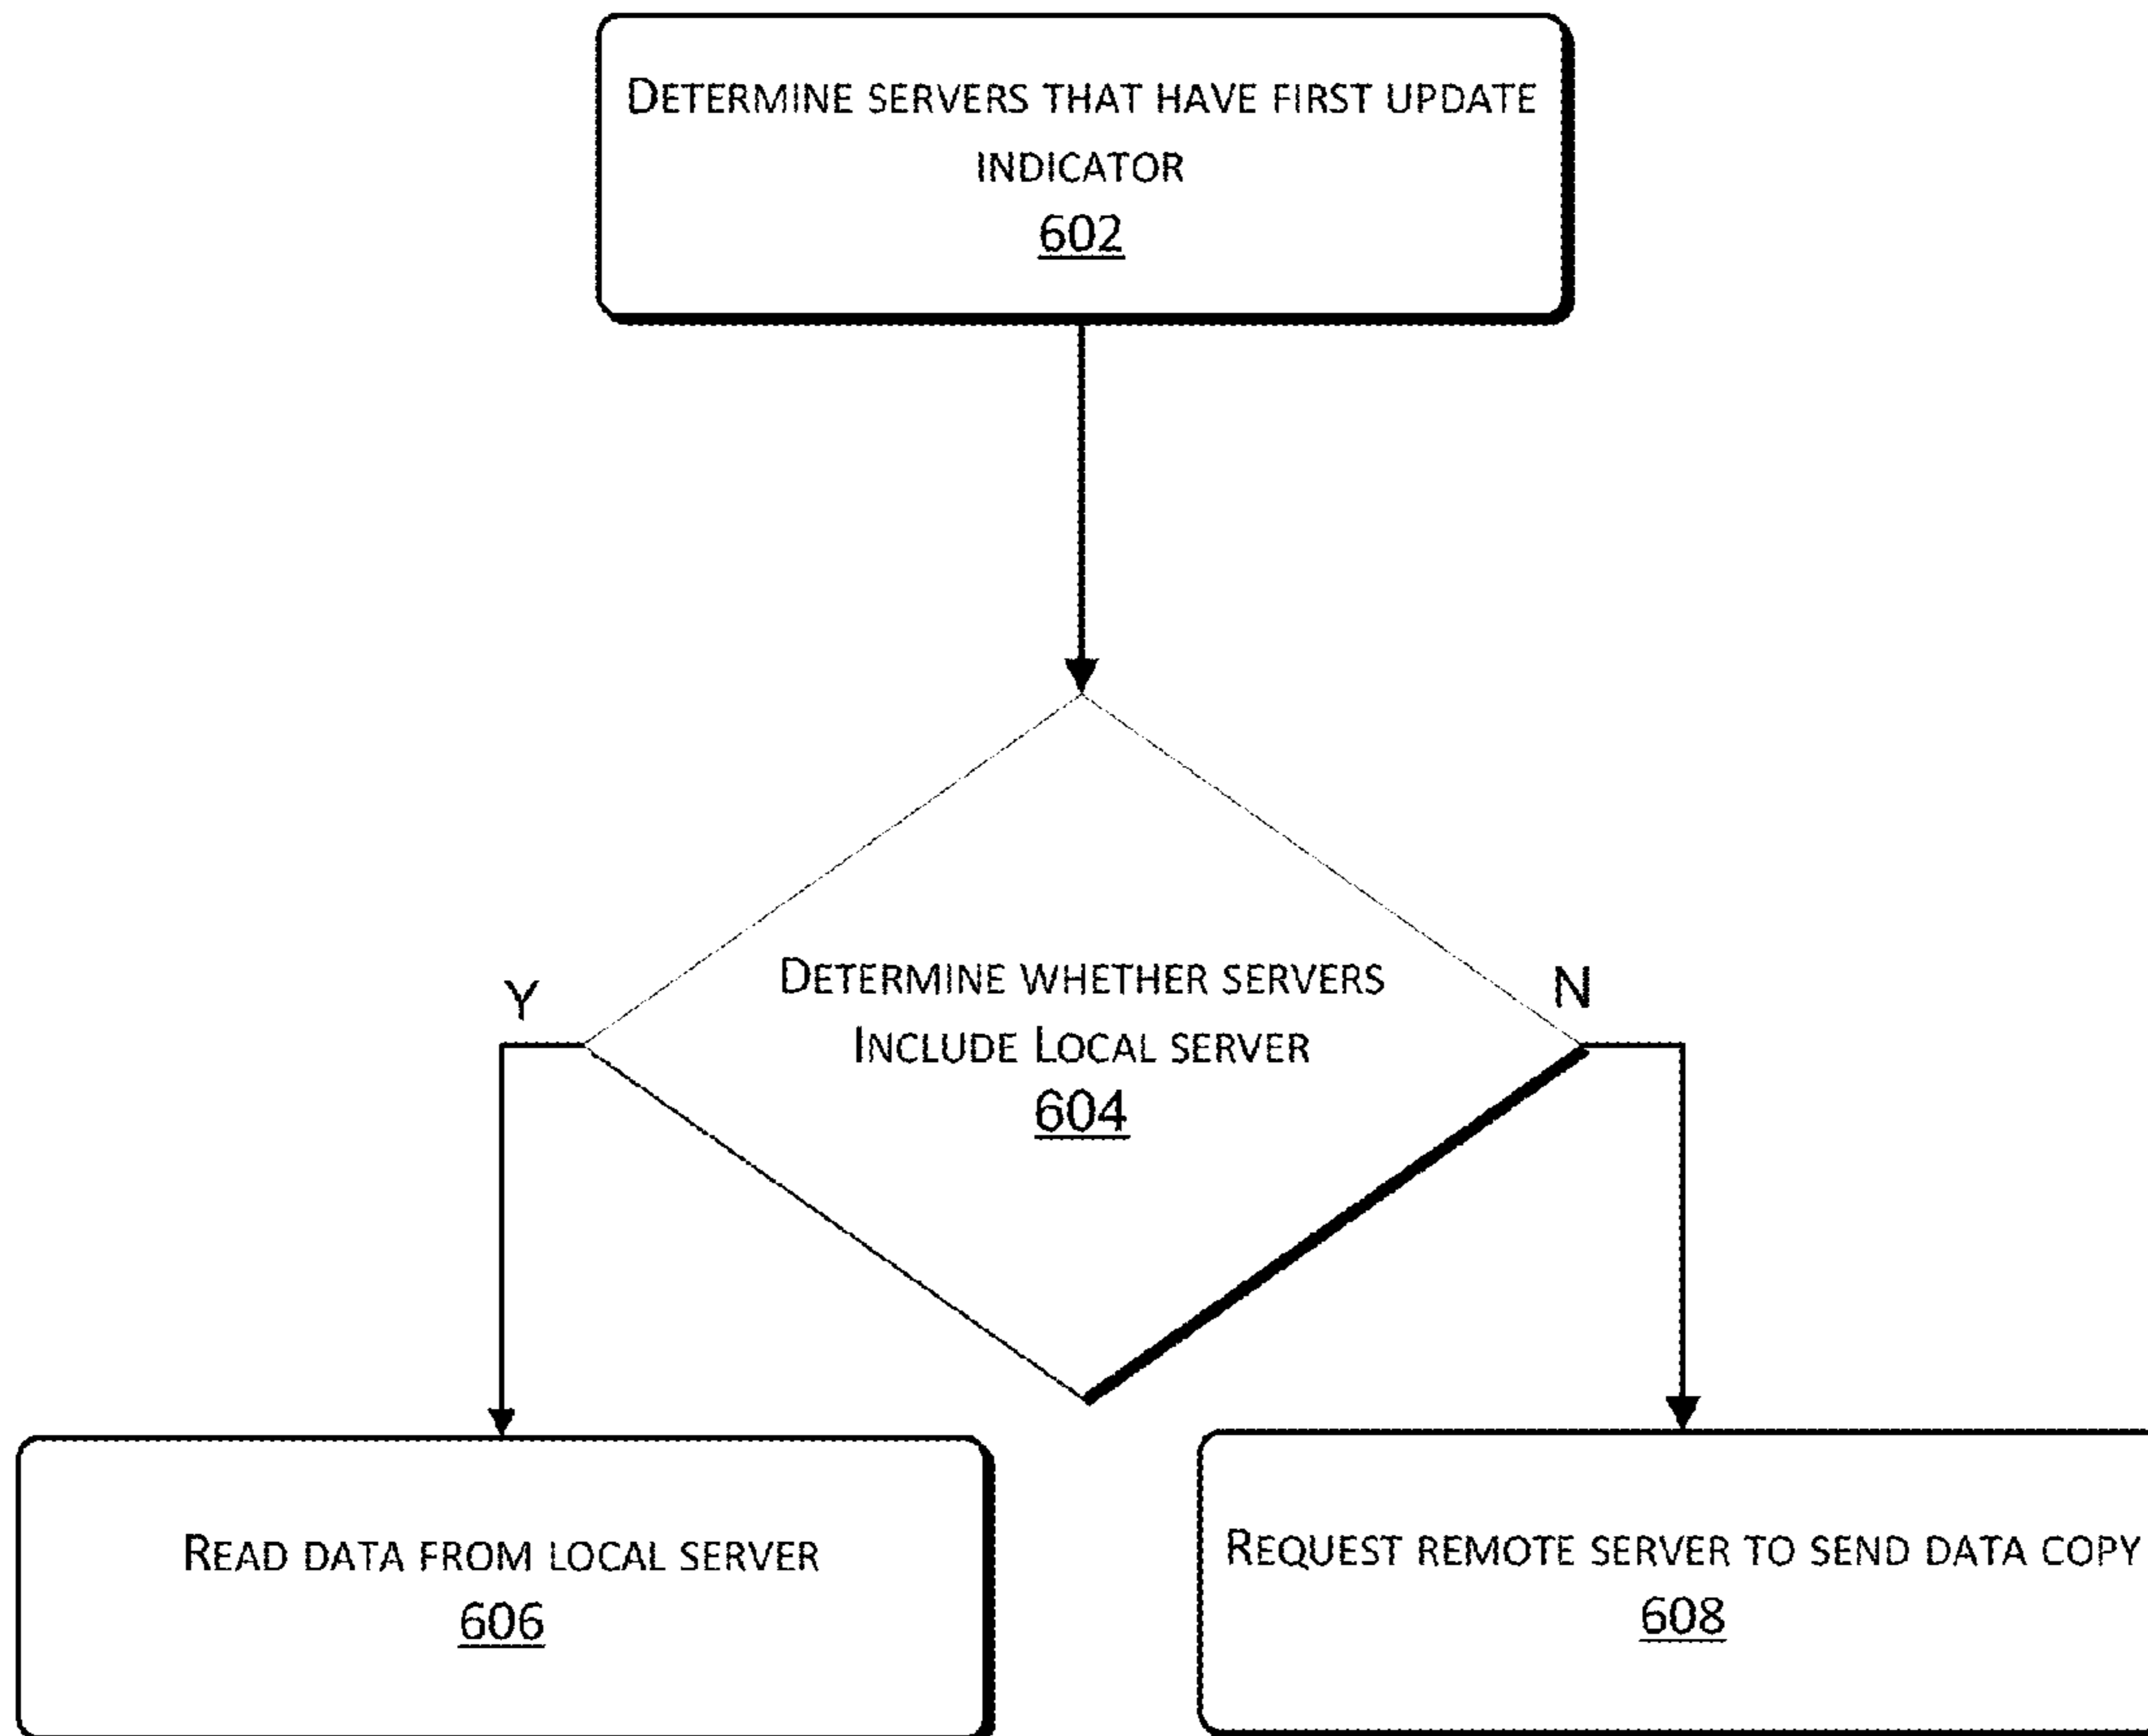 DETERMINE SERVERS THAT HAVE FIRST UPDATE
INDICATOR
602
DETERMINE WHETHER SERVERS
INCLUDE LOCAL SERVER
604
Y
N
READ DATA FROM LOCAL SERVER
606
REQUEST REMOTE SERVER TO SEND DATA COPY
608